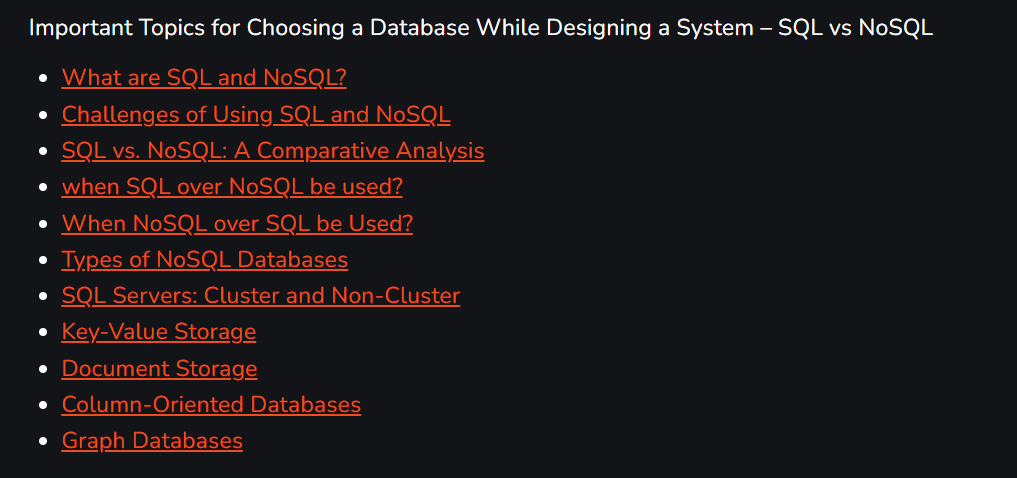 Important Topics for Choosing a Database While Designing a System – SQL vs NoSQL
What are SQL and NoSQL?
Challenges of Using SQL and NoSQL
SQL vs. NoSQL: A Comparative Analysis
when SQL over NoSQL be used?
When NoSQL over SQL be Used?
Types of NoSQL Databases
SQL Servers: Cluster and Non-Cluster
Key-Value Storage
Document Storage
Column-Oriented Databases
Graph Databases